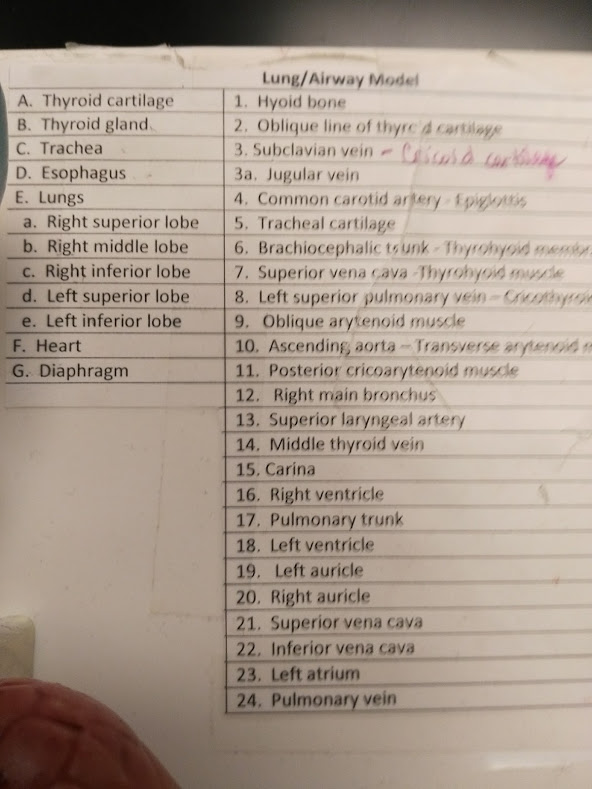 Lung/Airway Model
A. Thyroid cartilage
B. Thyroid gland
C. Trachea
D. Esophagus
E. Lungs
a. Right superior lobe
b. Right middle lobe
c. Right inferior lobe
d. Left superior lobe
e. Left inferior lobe
F. Heart
G. Diaphragm
1. Hyoid bone
2. Oblique line of thyroid cartilage
3. Subclavian vein -
3a. Jugular vein
4. Common carotid artery - Epiglottis
5. Tracheal cartilage
6. Brachiocephalic trunk - Thyrohyoid
7. Superior vena cava -Thyrohyoid muscle
8. Left superior pulmonary vein -
9. Oblique arytenoid muscle
10. Ascending aorta - Transverse arytenoid
11. Posterior cricoarytenoid muscle
12. Right main bronchus
13. Superior laryngeal artery
14. Middle thyroid vein
15. Carina
16. Right ventricle
17. Pulmonary trunk
18. Left ventricle
19. Left auricle
20. Right auricle
21. Superior vena cava
22. Inferior vena cava
23. Left atrium
24. Pulmonary vein